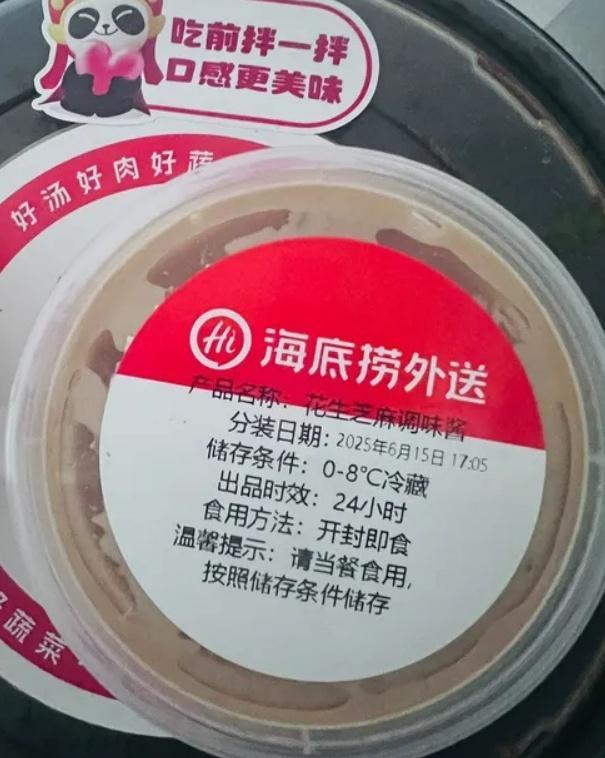 吃前拌一拌
口感更美味
好汤好肉好蔬
Hi 海底捞外送
产品名称：花生芝麻调味酱
分装日期：2025年6月15日 17:05
储存条件：0-8℃冷藏
出品时效：24小时
食用方法：开封即食
温馨提示：请当餐食用,
按照储存条件储存
蔬菜